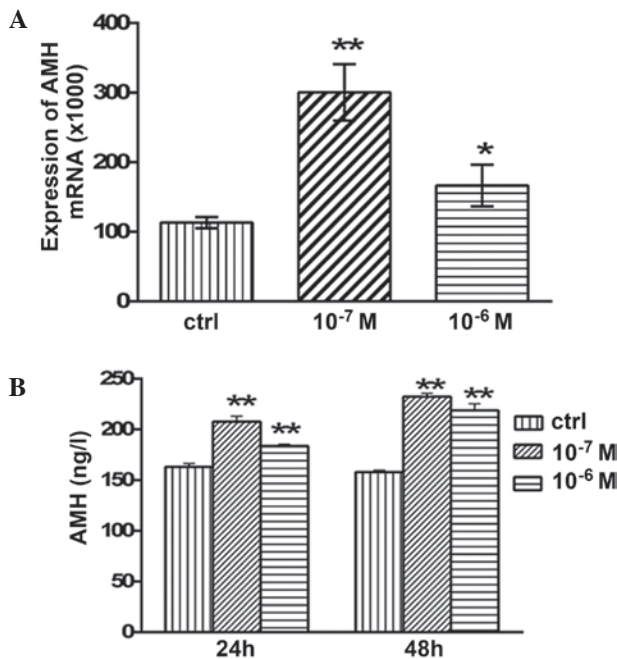 A
Expression of AMH
mRNA (x1000)
400
300
200
100
0
**
*
ctrl
10⁻⁷ M
10⁻⁶ M
B
AMH (ng/l)
250
200
150
100
50
0
**
**
**
**
24h
48h
ctrl
10⁻⁷ M
10⁻⁶ M